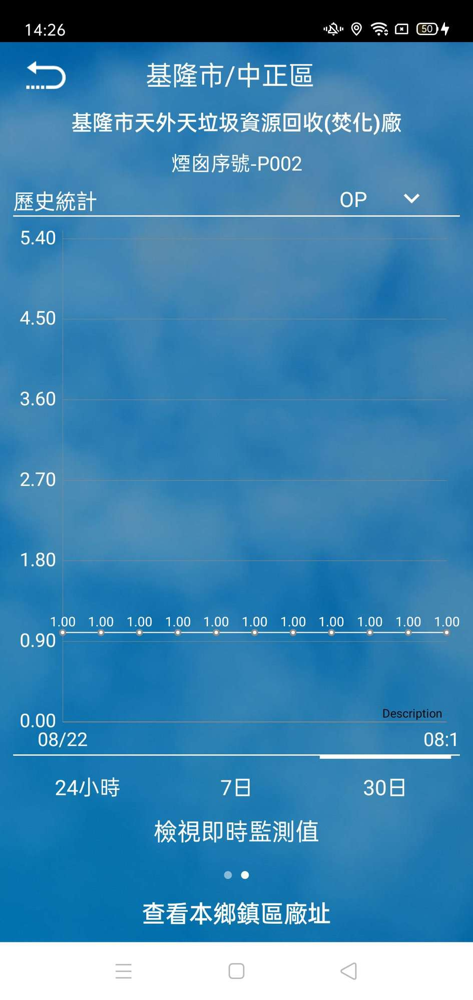 14:26
50
基隆市/中正區
基隆市天外天垃圾資源回收(焚化)廠
煙囪序號-P002
歷史統計 OP
5.40
4.50
3.60
2.70
1.80
1.00 1.00 1.00 1.00 1.00 1.00 1.00 1.00 1.00 1.00 1.00
0.90
Description
0.00
08/22 08:1
24小時 7日 30日
檢視即時監測值
查看本鄉鎮區廠址